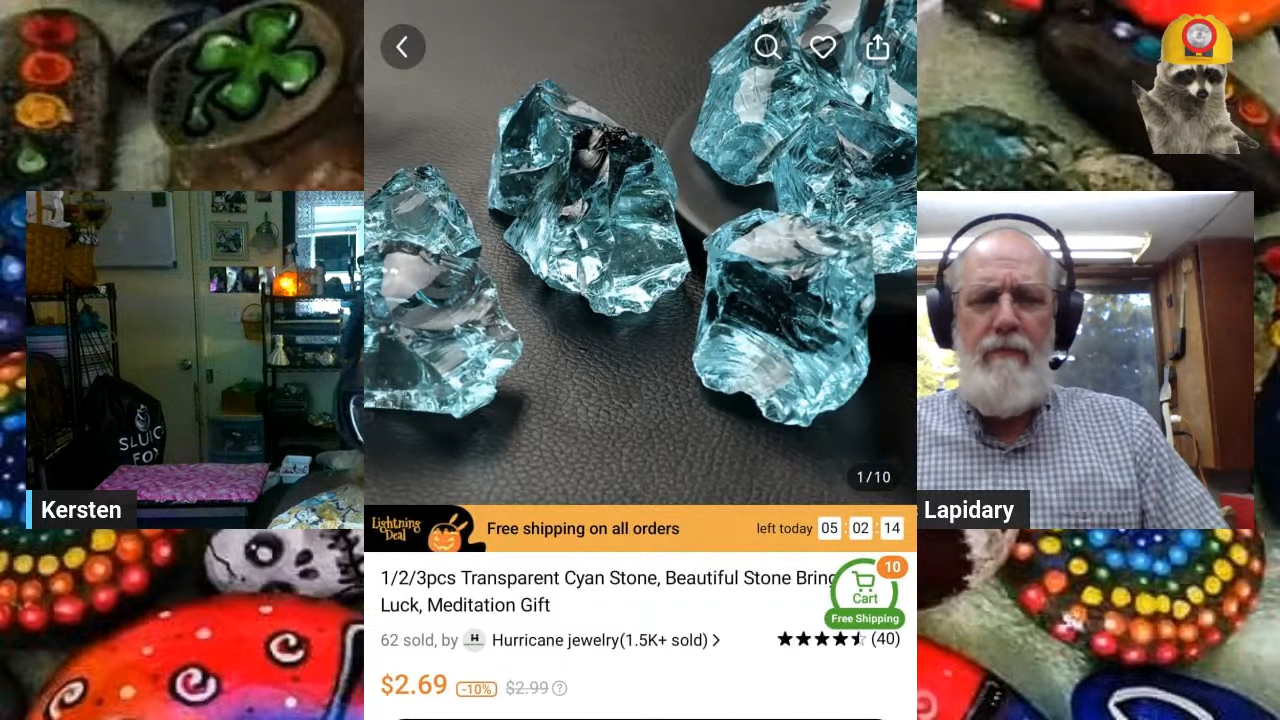 1/10
Lightning
Deal
Free shipping on all orders
left today 05 : 02 : 14
10
1/2/3pcs Transparent Cyan Stone, Beautiful Stone Bring
Luck, Meditation Gift
Cart
Free Shipping
62 sold, by H Hurricane jewelry(1.5K+ sold) >
(40)
$2.69 -10% $2.99 ?
SLUIC
FOX
Kersten
Lapidary